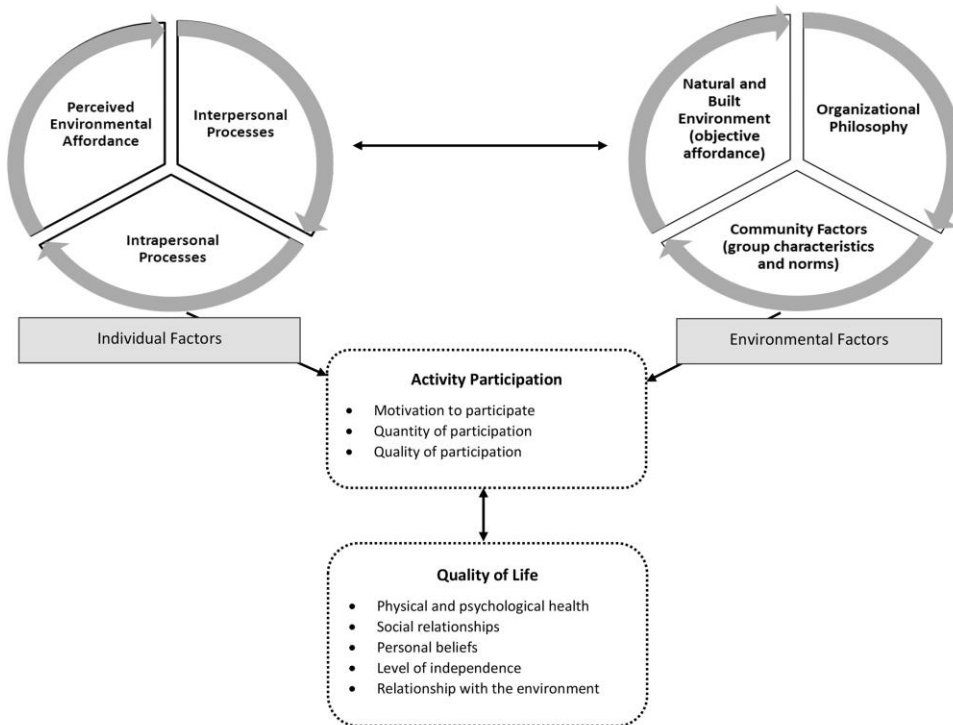 Perceived
Environmental
Affordance
Interpersonal
Processes
Intrapersonal
Processes
Individual Factors
Natural and
Built
Environment
(objective
affordance)
Organizational
Philosophy
Community Factors
(group characteristics
and norms)
Environmental Factors
Activity Participation
• Motivation to participate
• Quantity of participation
• Quality of participation
Quality of Life
• Physical and psychological health
• Social relationships
• Personal beliefs
• Level of independence
• Relationship with the environment